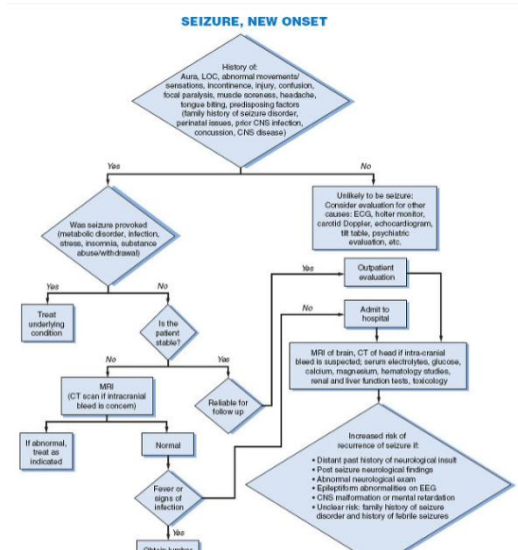 SEIZURE, NEW ONSET
History of:
Aura, LOC, abnormal movements/
sensations, incontinence, injury, confusion,
focal paralysis, muscle soreness, headache,
tongue biting, predisposing factors
(family history of seizure disorder,
perinatal issues, prior CNS infection,
concussion, CNS disease)
Yes
No
Was seizure provoked
(metabolic disorder, infection,
stress, insomnia, substance
abuse/withdrawal)
Unlikely to be seizure:
Consider evaluation for other
causes: ECG, holter monitor,
carotid Doppler, echocardiogram,
tilt table, psychiatric
evaluation, etc.
Yes
No
Treat
underlying
condition
Is the
patient
stable?
Yes
Outpatient
evaluation
No
Admit to
hospital
No
Yes
MRI
(CT scan if intracranial
bleed is concern)
Reliable for
follow up
MRI of brain, CT of head if intra-cranial
bleed is suspected; serum electrolytes, glucose,
calcium, magnesium, hematology studies,
renal and liver function tests, toxicology
If abnormal,
treat as
indicated
Normal
Fever or
signs of
infection
Yes
Obtain lumbar
Increased risk of
recurrence of seizure if:
• Distant past history of neurological insult
• Post seizure neurological findings
• Abnormal neurological exam
• Epileptiform abnormalities on EEG
• CNS malformation or mental retardation
• Unclear risk: family history of seizure
disorder and history of febrile seizures